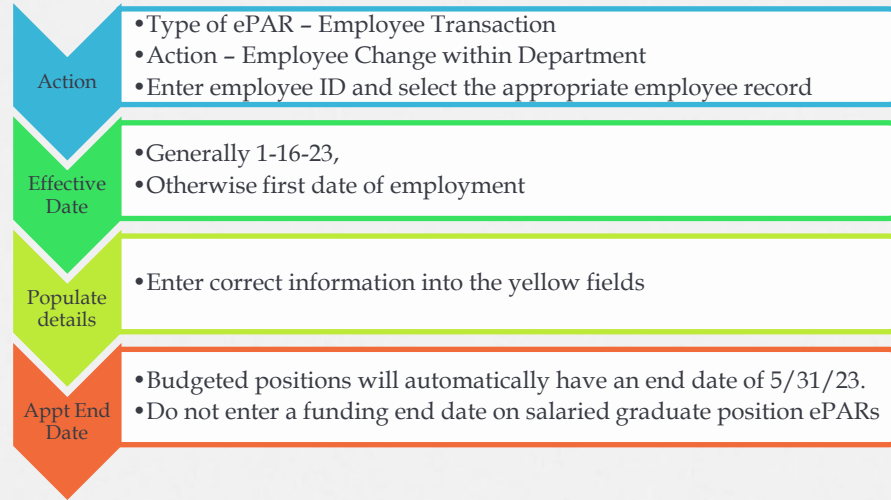 Action
•Type of ePAR – Employee Transaction
•Action – Employee Change within Department
•Enter employee ID and select the appropriate employee record
Effective
Date
•Generally 1-16-23,
•Otherwise first date of employment
Populate
details
•Enter correct information into the yellow fields
Appt End
Date
•Budgeted positions will automatically have an end date of 5/31/23.
•Do not enter a funding end date on salaried graduate position ePARs